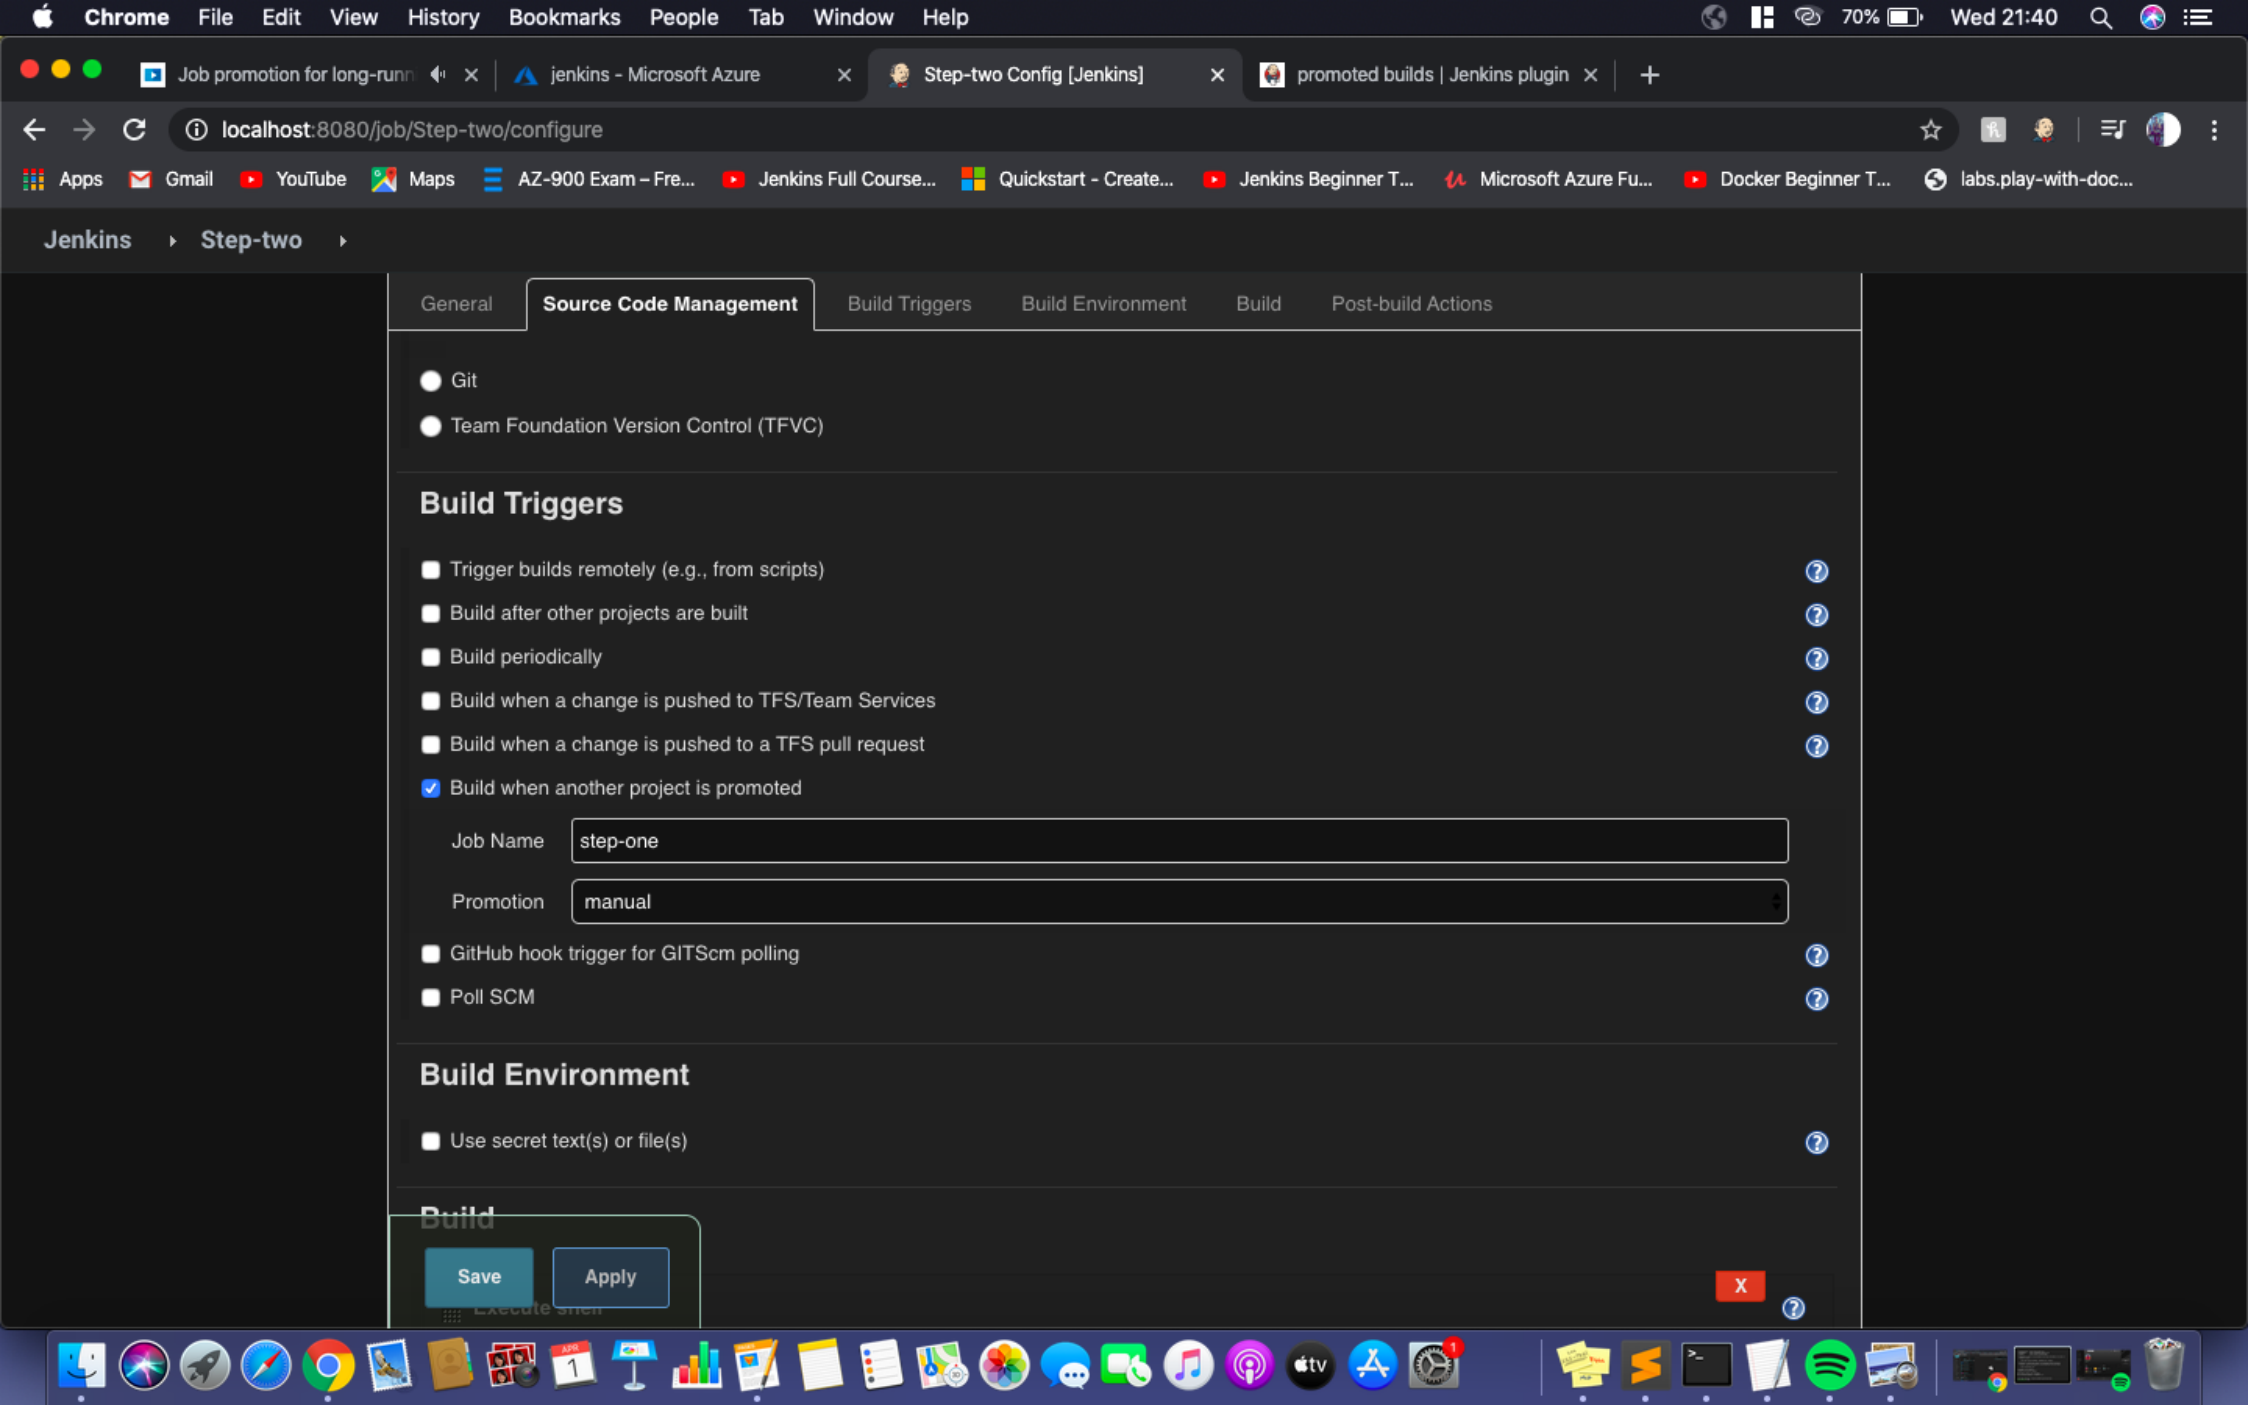 Chrome File Edit View History Bookmarks People Tab Window Help 70% Wed 21:40
Job promotion for long-runn jenkins - Microsoft Azure Step-two Config [Jenkins] promoted builds | Jenkins plugin
localhost:8080/job/Step-two/configure
Apps Gmail YouTube Maps AZ-900 Exam – Fre... Jenkins Full Course... Quickstart - Create... Jenkins Beginner T... Microsoft Azure Fu... Docker Beginner T... labs.play-with-doc...
Jenkins Step-two
General Source Code Management Build Triggers Build Environment Build Post-build Actions
Git
Team Foundation Version Control (TFVC)
Build Triggers
Trigger builds remotely (e.g., from scripts)
Build after other projects are built
Build periodically
Build when a change is pushed to TFS/Team Services
Build when a change is pushed to a TFS pull request
Build when another project is promoted
Job Name step-one
Promotion manual
GitHub hook trigger for GITScm polling
Poll SCM
Build Environment
Use secret text(s) or file(s)
Build
Save Apply
X
Execute shell
APR
1
tv
1